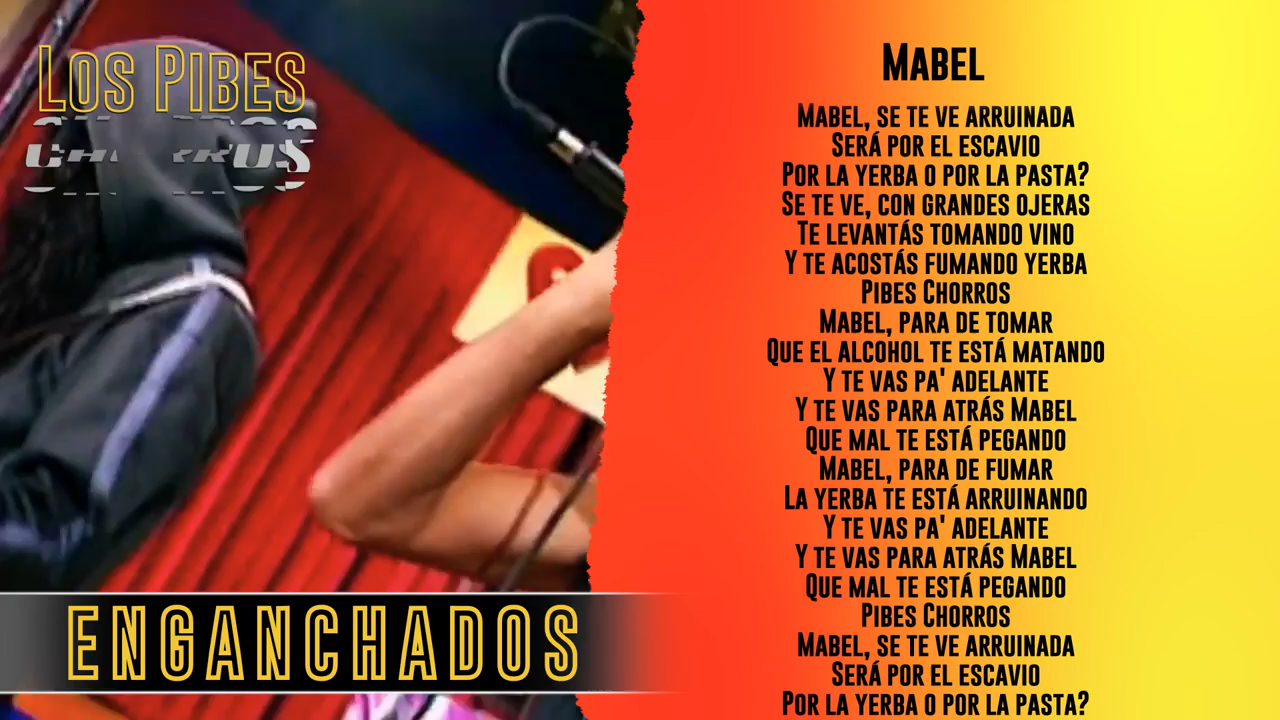 Los Pibes
Chorros
ENGANCHADOS
Mabel
Mabel, se te ve arruinada
Será por el escavio
Por la yerba o por la pasta?
Se te ve, con grandes ojeras
Te levantás tomando vino
Y te acostás fumando yerba
Pibes Chorros
Mabel, para de tomar
Que el alcohol te está matando
Y te vas pa' adelante
Y te vas para atrás Mabel
Que mal te está pegando
Mabel, para de fumar
La yerba te está arruinando
Y te vas pa' adelante
Y te vas para atrás Mabel
Que mal te está pegando
Pibes Chorros
Mabel, se te ve arruinada
Será por el escavio
Por la yerba o por la pasta?